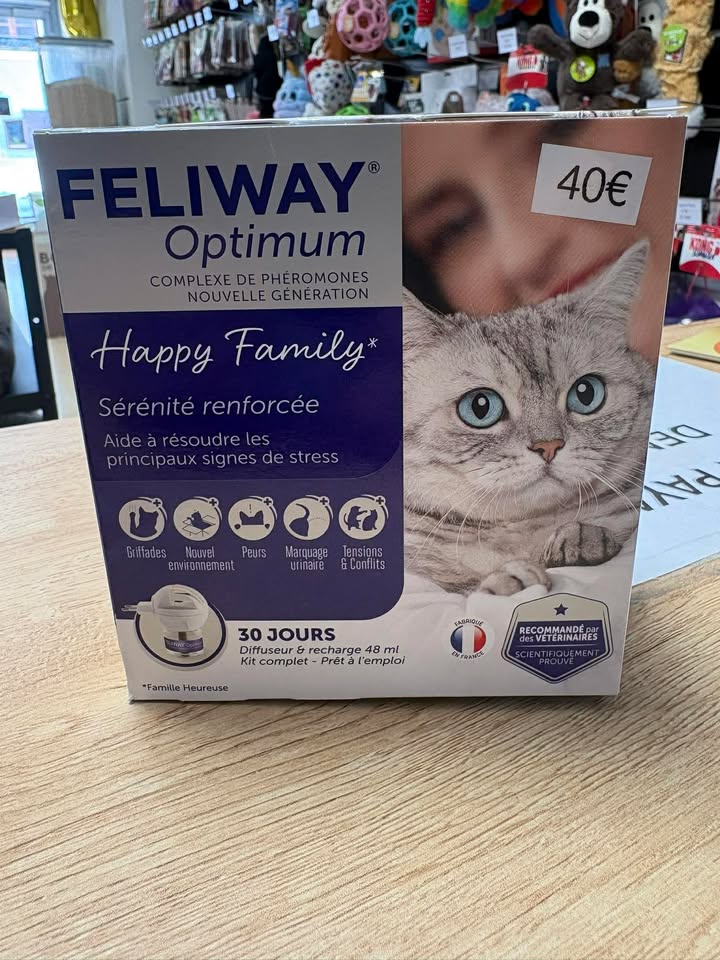 FELIWAY®
Optimum
COMPLEXE DE PHÉROMONES
NOUVELLE GÉNÉRATION
40€
Happy Family*
Sérénité renforcée
Aide à résoudre les
principaux signes de stress
Griffades
Nouvel
environnement
Peurs
Marquage
urinaire
Tensions
& Conflits
30 JOURS
Diffuseur & recharge 48 ml
Kit complet - Prêt à l'emploi
*Famille Heureuse
FABRIQUÉ
EN FRANCE
RECOMMANDÉ par
des VÉTÉRINAIRES
SCIENTIFIQUEMENT
PROUVÉ
KONG
KONG